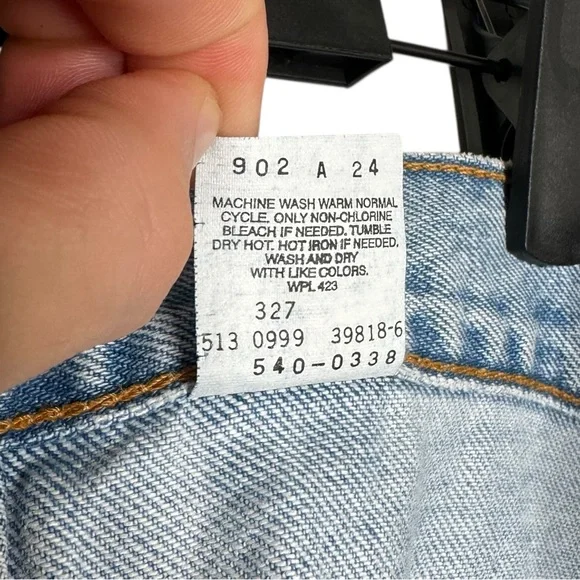 902 A 24
MACHINE WASH WARM NORMAL
CYCLE, ONLY NON-CHLORINE
BLEACH IF NEEDED. TUMBLE
DRY HOT. HOT IRON IF NEEDED.
WASH AND DRY
WITH LIKE COLORS.
WPL 423
327
513 0999 39818-6
540-0338